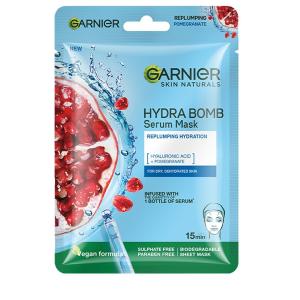 REPLUMPING
POMEGRANATE
NEW
GARNIER
SKIN NATURALS
HYDRA BOMB
Serum Mask
REPLUMPING HYDRATION
HYALURONIC ACID
+ POMEGRANATE
FOR DRY, DEHYDRATED SKIN
INFUSED WITH
1 BOTTLE OF SERUM*
15min
Vegan formula
SULPHATE FREE
PARABEN FREE
BIODEGRADABLE
SHEET MASK